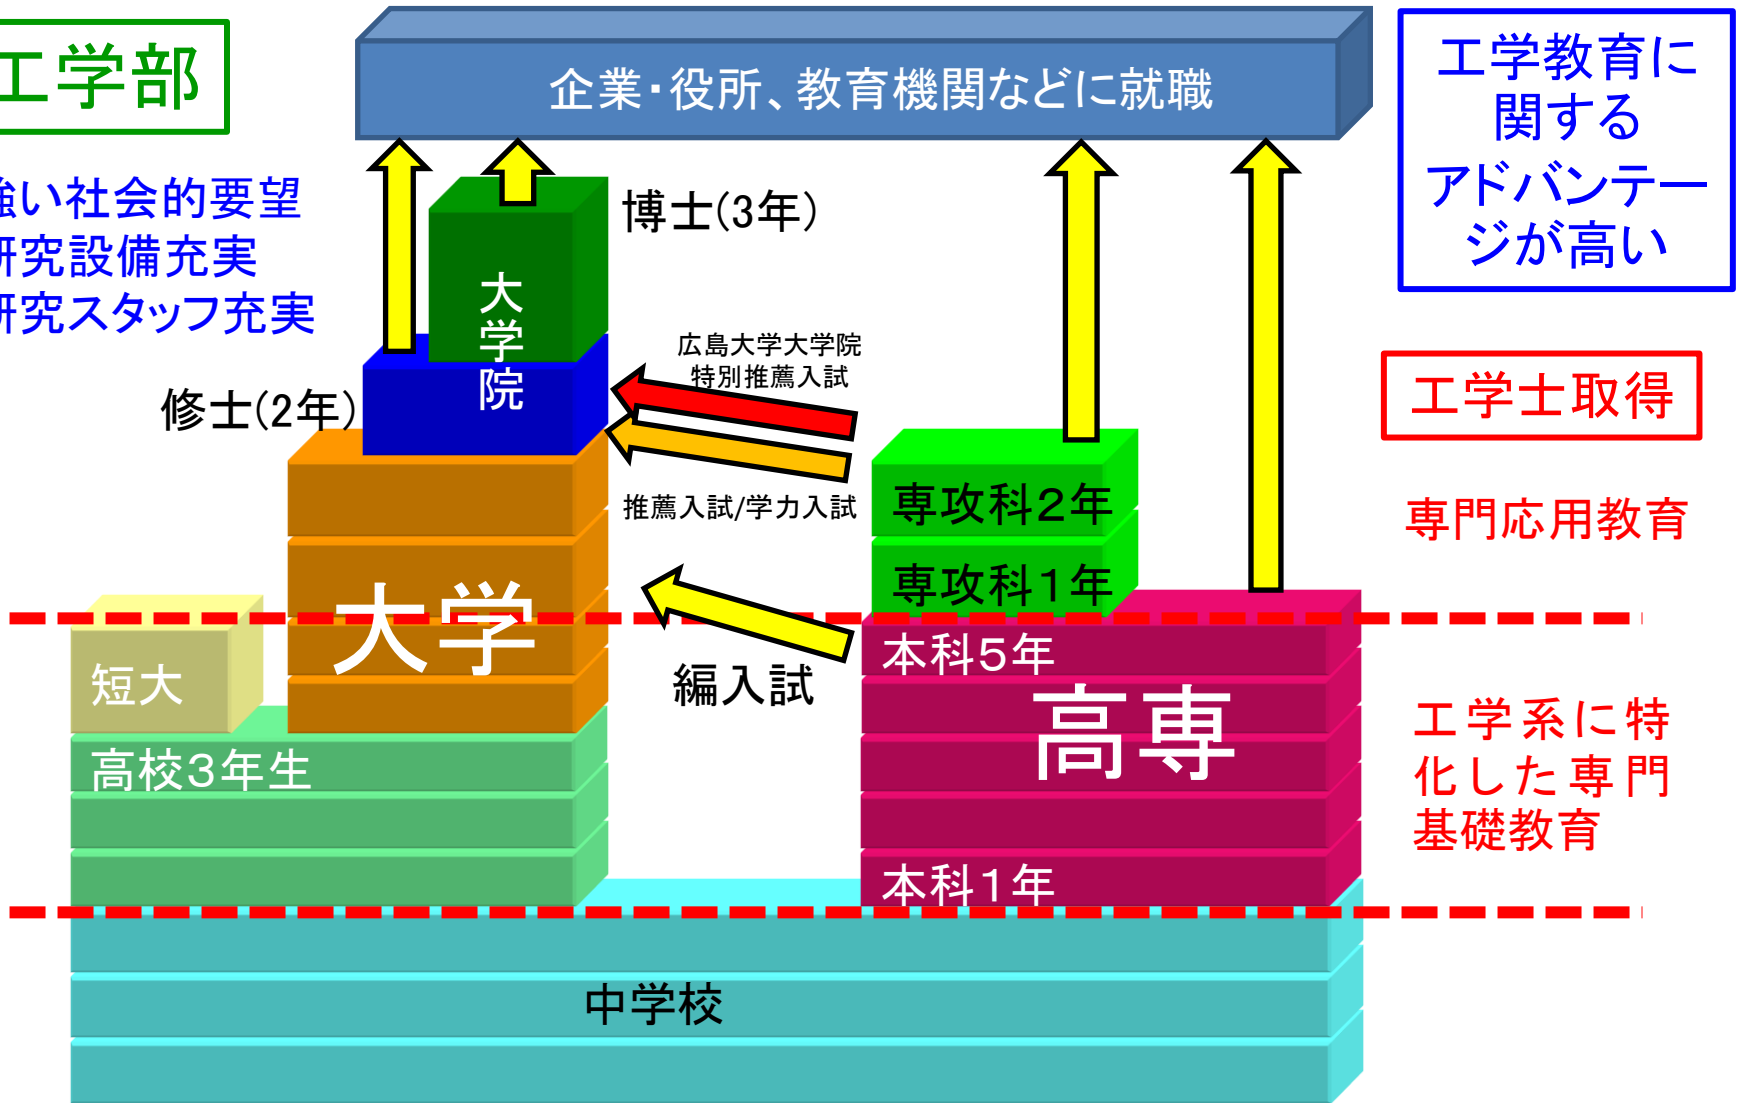 工学部
企業・役所、教育機関などに就職
工学教育に
関する
アドバンテー
ジが高い
強い社会的要望
研究設備充実
研究スタッフ充実
博士(3年)
大学院
修士(2年)
広島大学大学院
特別推薦入試
推薦入試/学力入試
工学士取得
専攻科2年
専門応用教育
専攻科1年
大学
編入試
短大
本科5年
高専
工学系に特
化した専門
基礎教育
高校3年生
本科1年
中学校